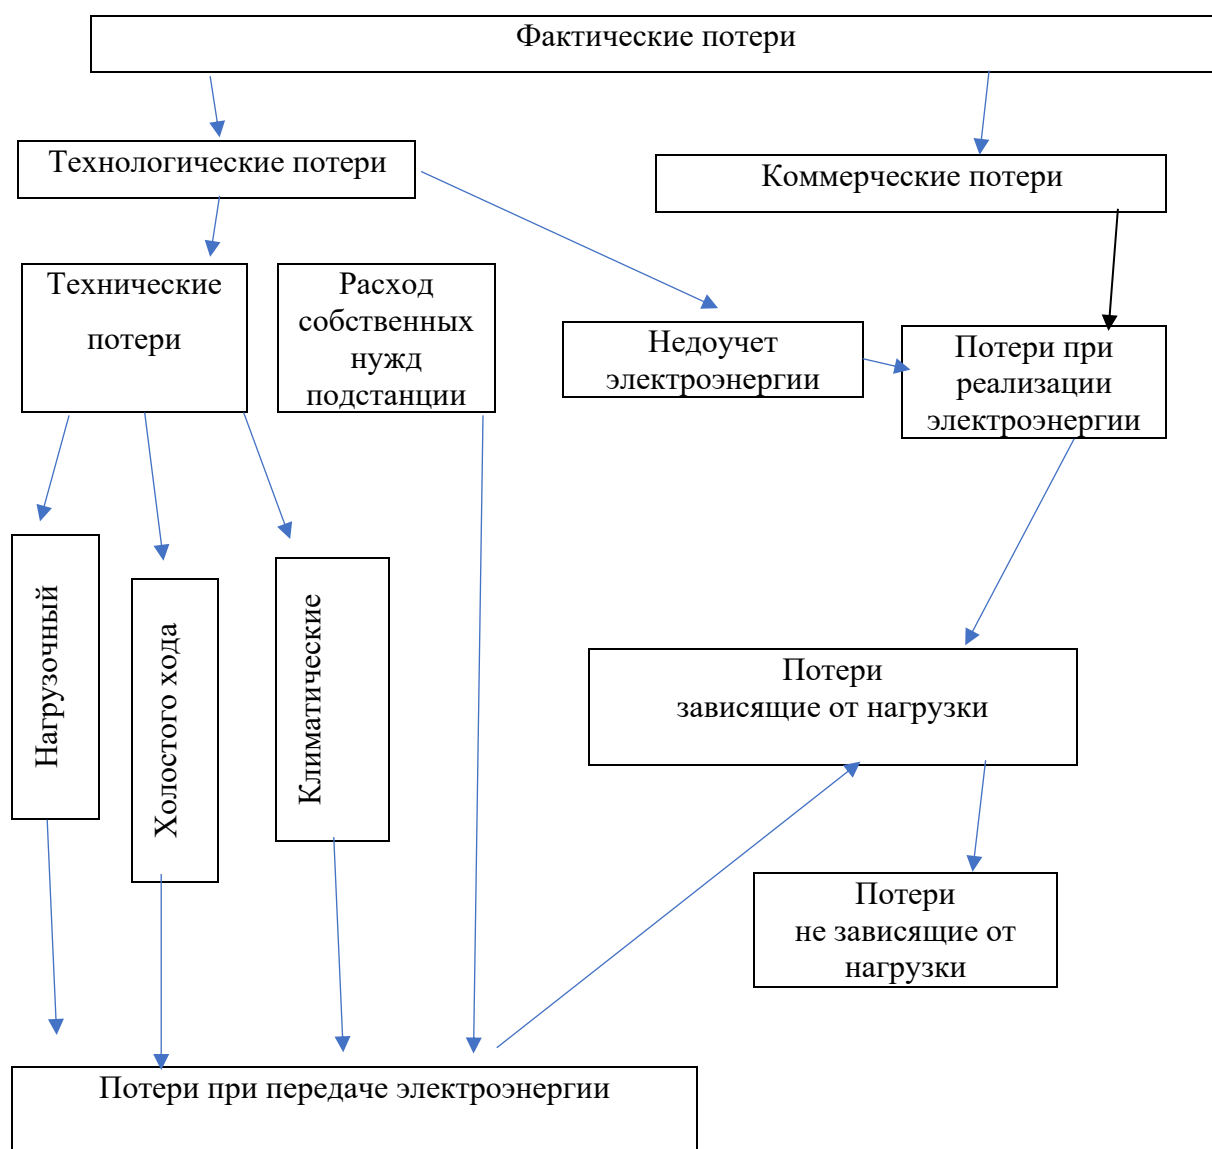 Фактические потери
Технологические потери
Коммерческие потери
Технические
потери
Расход
собственных
нужд
подстанции
Недоучет
электроэнергии
Потери при
реализации
электроэнергии
Нагрузочный
Холостого хода
Климатические
Потери
зависящие от нагрузки
Потери
не зависящие от
нагрузки
Потери при передаче электроэнергии